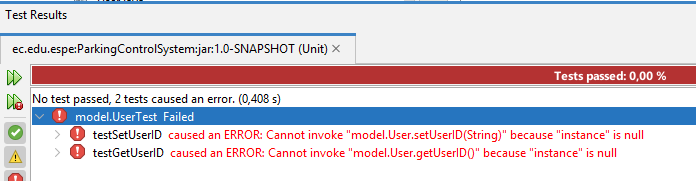 Test Results
ec.edu.espe:ParkingControlSystem:jar:1.0-SNAPSHOT (Unit) ×
Tests passed: 0,00 %
No test passed, 2 tests caused an error. (0,408 s)
model.UserTest Failed
testSetUserID caused an ERROR: Cannot invoke "model.User.setUserID(String)" because "instance" is null
testGetUserID caused an ERROR: Cannot invoke "model.User.getUserID()" because "instance" is null